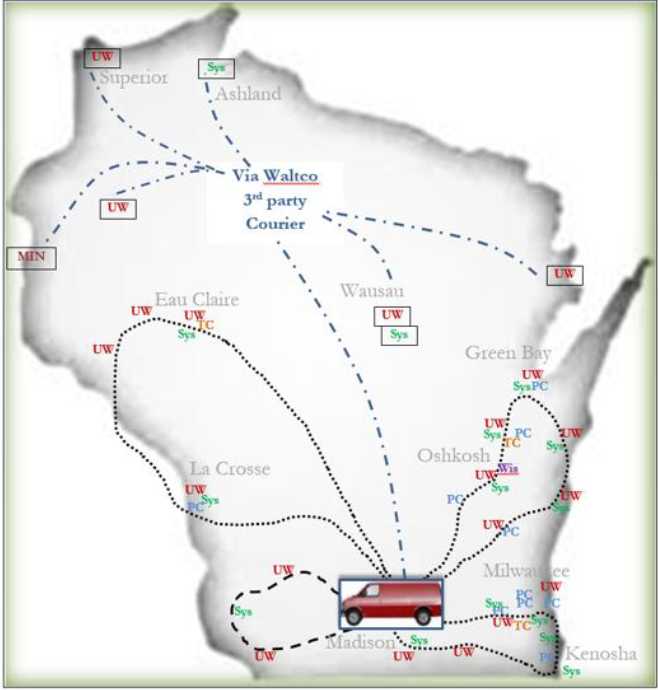 UW
Superior
Sys
Ashland
Via Waltco
3rd party
Courier
UW
MIN
UW
Wausau
UW
Sys
Eau Claire
UW
UW
TC
Sys
UW
Green Bay
UW
Sys PC
UW
Sys
PC
TC
UW
Sys
Oshkosh
Wis
UW
Sys
PC
UW
Sys
UW
PC
La Crosse
UW
Sys
PC
Milwaukee
UW
PC
PC
PC
Sys
PC
UW
TC
Sys
Sys
PC
Kenosha
Sys
UW
Sys
UW
Madison
Sys
UW
UW